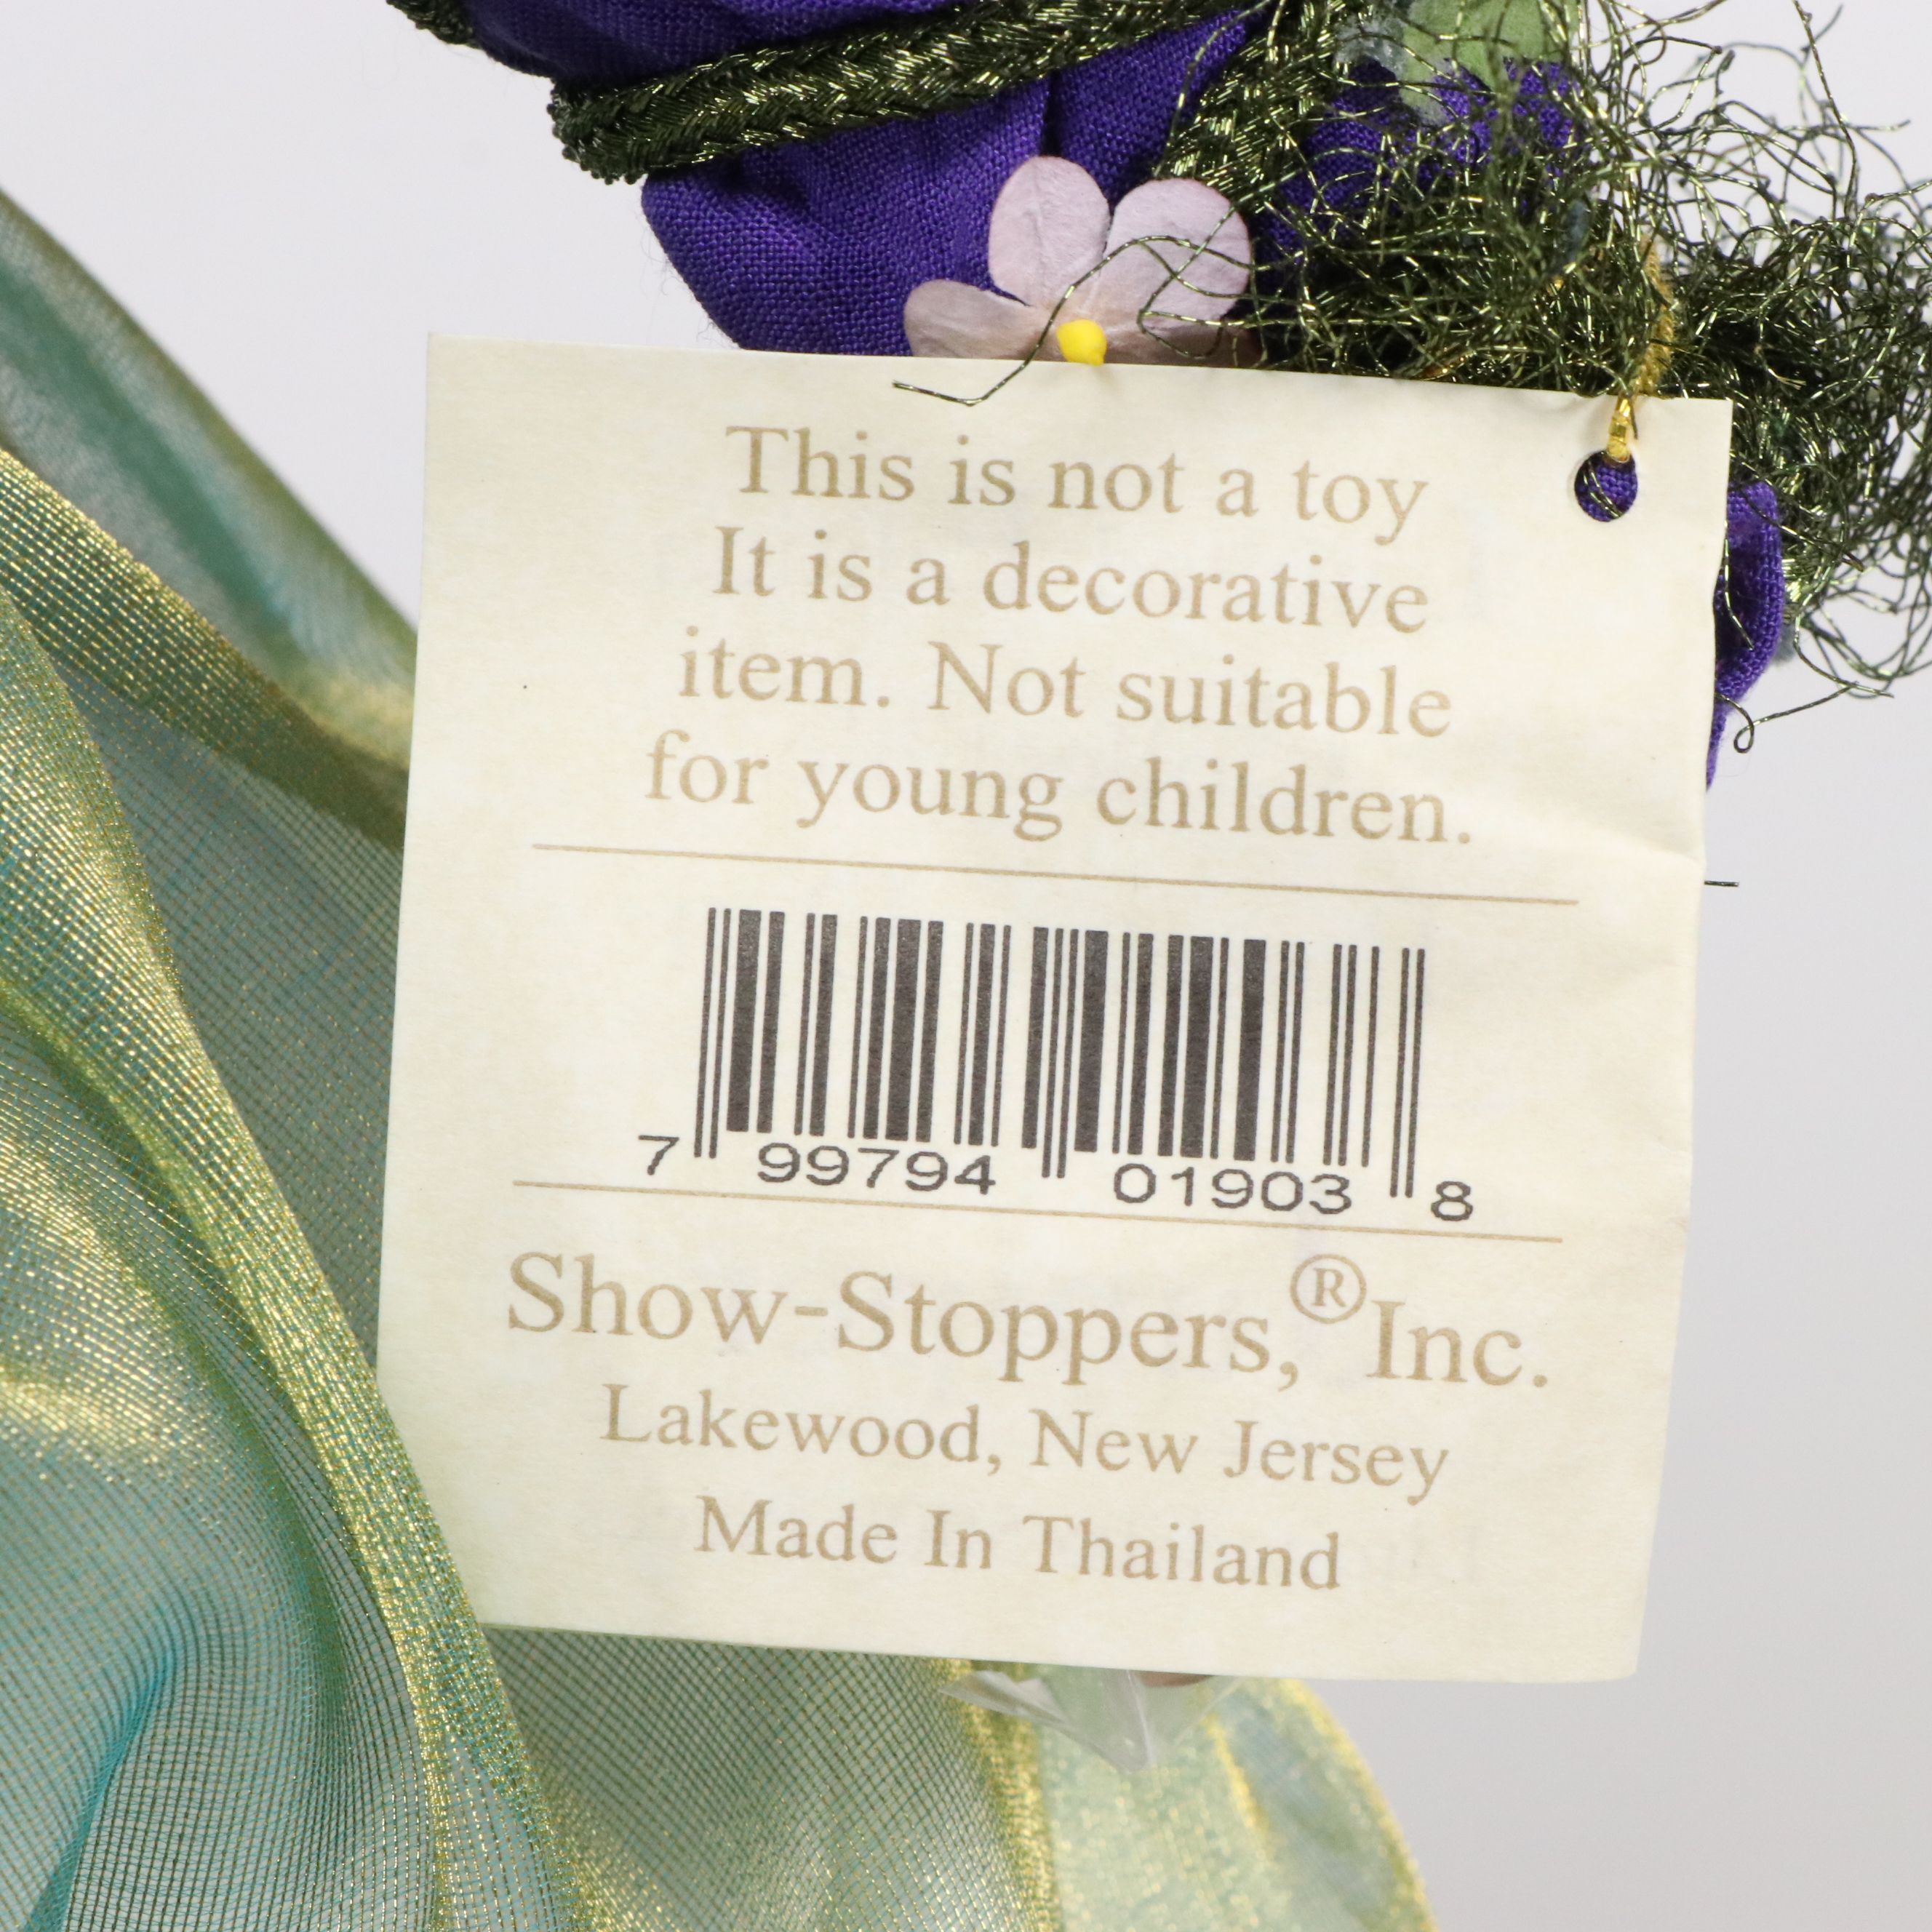 This is not a toy
It is a decorative
item. Not suitable
for young children.
7 99794 01903 8
Show-Stoppers,® Inc.
Lakewood, New Jersey
Made In Thailand